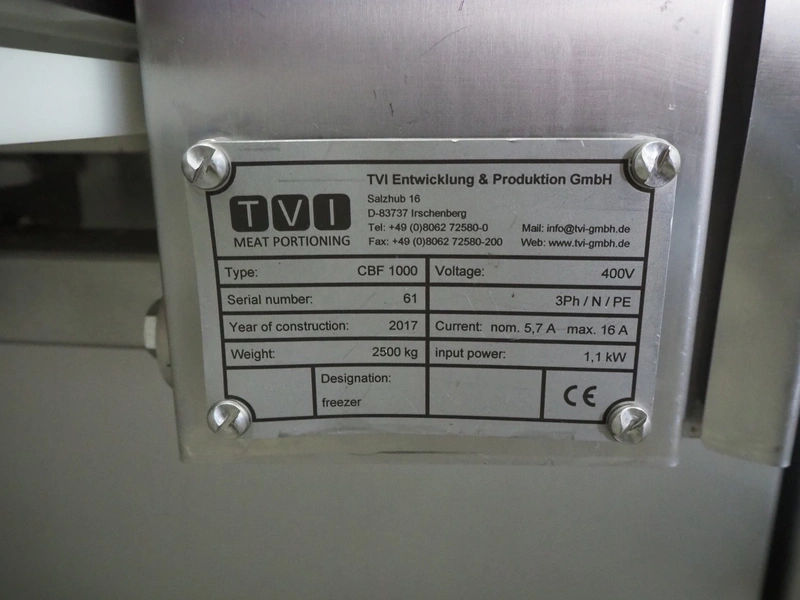 TVI Entwicklung & Produktion GmbH
TVI
MEAT PORTIONING
Salzhub 16
D-83737 Irschenberg
Tel: +49 (0)8062 72580-0 Mail: info@tvi-gmbh.de
Fax: +49 (0)8062 72580-200 Web: www.tvi-gmbh.de
Type: CBF 1000 Voltage: 400V
Serial number: 61 3Ph / N / PE
Year of construction: 2017 Current: nom. 5,7 A max. 16 A
Weight: 2500 kg input power: 1,1 kW
Designation:
freezer
CE